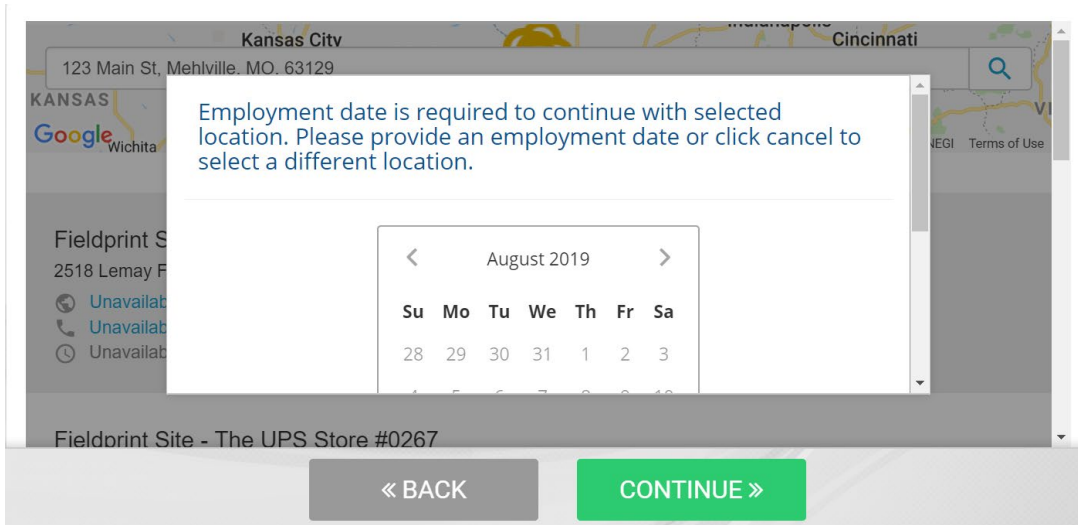 Kansas City
Cincinnati
123 Main St, Mehlville, MO, 63129
KANSAS
Google
Wichita
Terms of Use
Employment date is required to continue with selected
location. Please provide an employment date or click cancel to
select a different location.
Fieldprint S
2518 Lemay F
Unavailab
Unavailab
Unavailab
August 2019
Su Mo Tu We Th Fr Sa
28 29 30 31 1 2 3
Fieldprint Site - The UPS Store #0267
« BACK
CONTINUE »